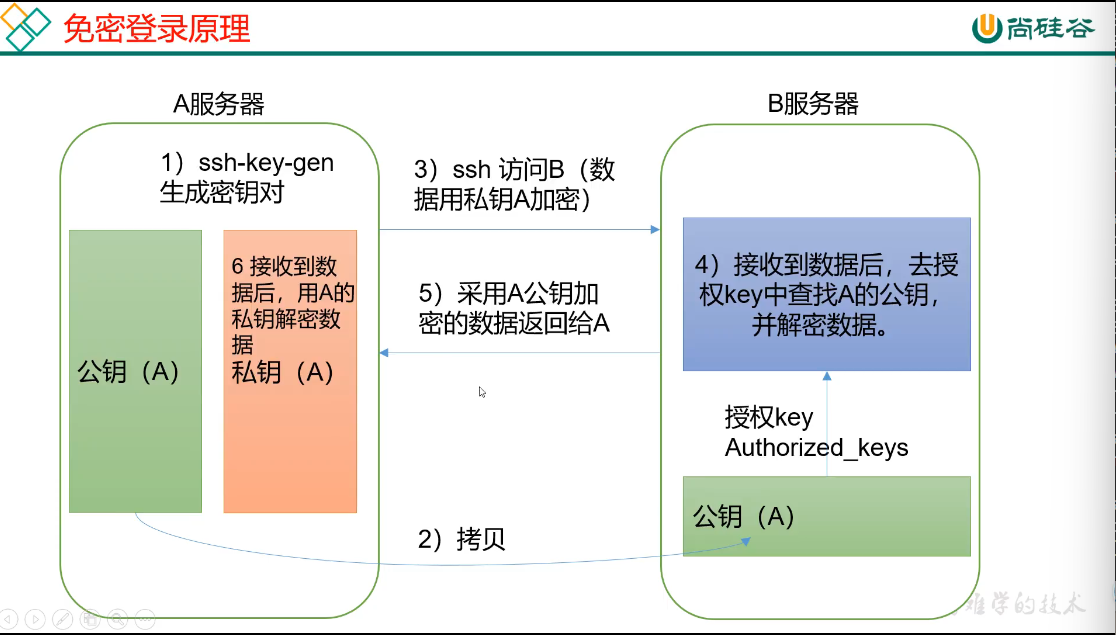 免密登录原理
尚硅谷
A服务器
B服务器
1）ssh-key-gen
生成密钥对
3）ssh 访问B（数
据用私钥A加密）
6 接收到数
据后，用A的
私钥解密数
据
公钥（A）
私钥（A）
5）采用A公钥加
密的数据返回给A
4）接收到数据后，去授
权key中查找A的公钥，
并解密数据。
授权key
Authorized_keys
公钥（A）
2）拷贝
难学的技术